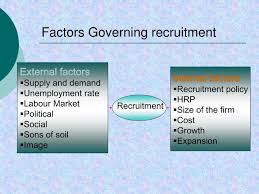 Factors Governing recruitment
External factors
▪Supply and demand
▪Unemployment rate
▪Labour Market
▪Political
▪Social
▪Sons of soil
▪Image
Recruitment
Internal factors
▪Recruitment policy
▪HRP
▪Size of the firm
▪Cost
▪Growth
▪Expansion